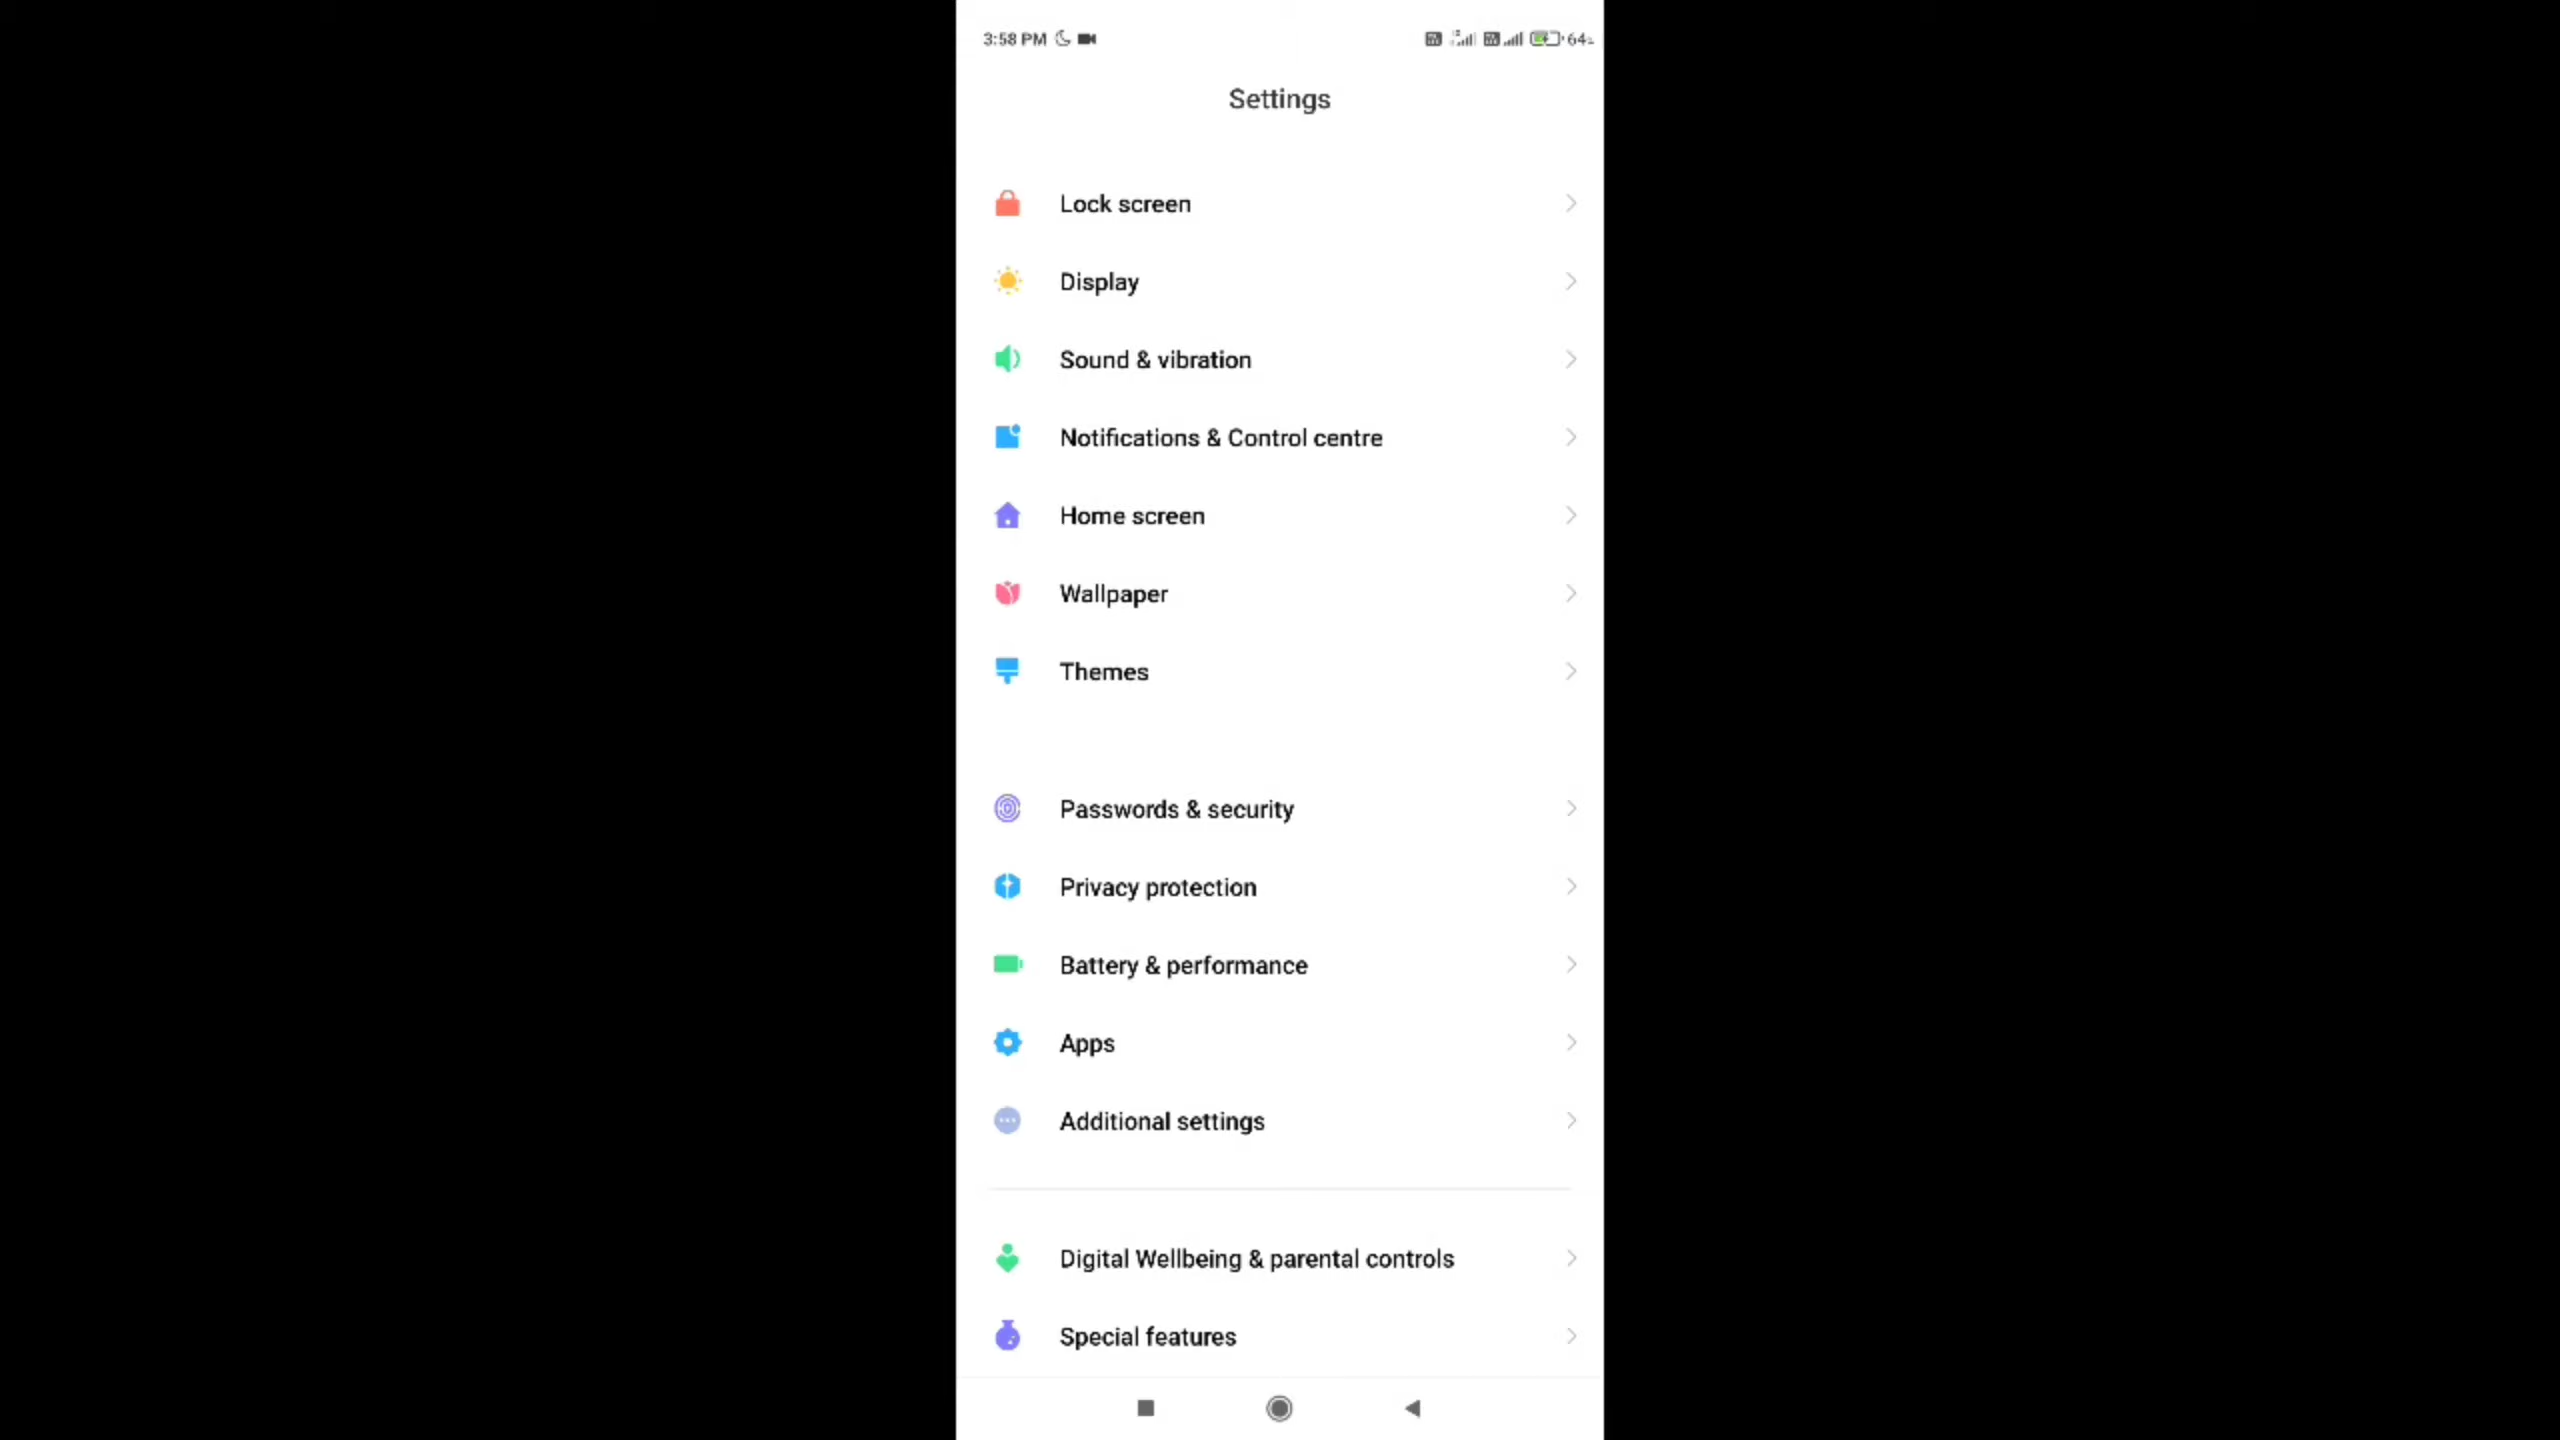 3:58 PM 64
Settings
Lock screen
Display
Sound & vibration
Notifications & Control centre
Home screen
Wallpaper
Themes
Passwords & security
Privacy protection
Battery & performance
Apps
Additional settings
Digital Wellbeing & parental controls
Special features